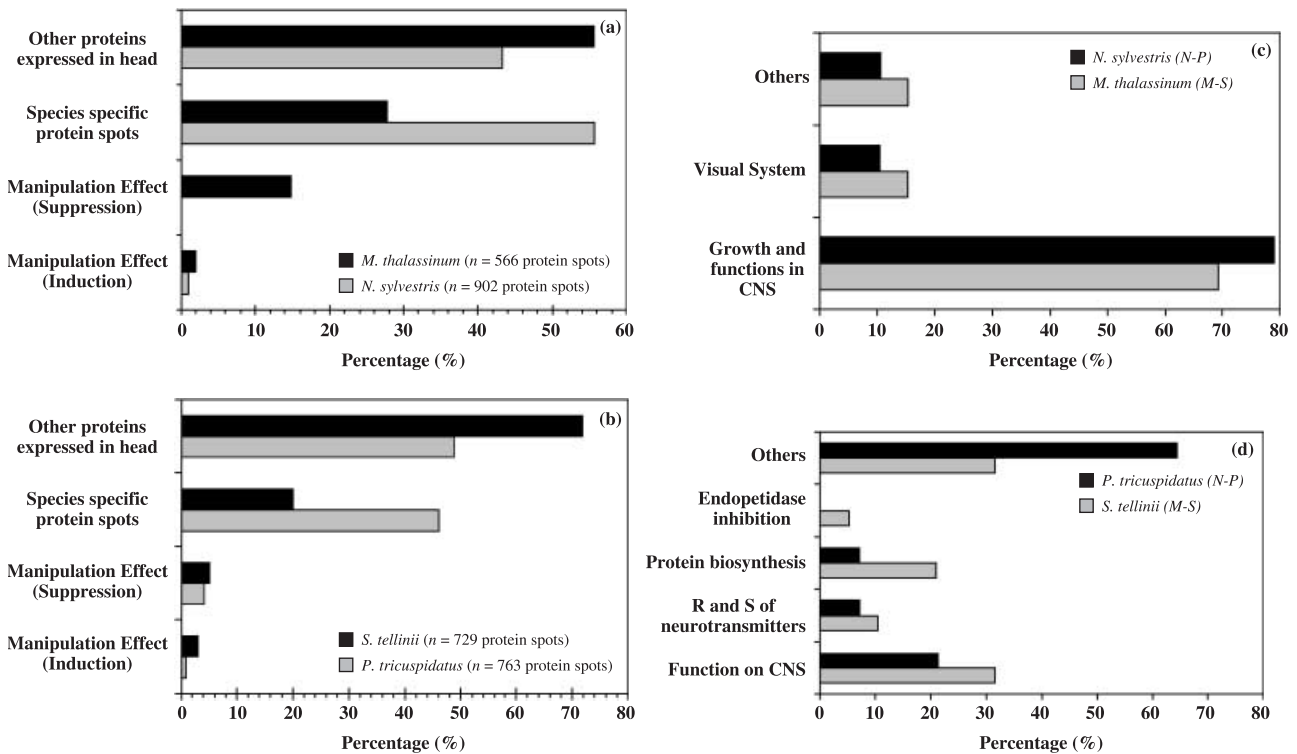 (a)
Other proteins
expressed in head
Species specific
protein spots
Manipulation Effect
(Suppression)
Manipulation Effect
(Induction)
M. thalassinum (n = 566 protein spots)
N. sylvestris (n = 902 protein spots)
0 10 20 30 40 50 60
Percentage (%)
(b)
Other proteins
expressed in head
Species specific
protein spots
Manipulation Effect
(Suppression)
Manipulation Effect
(Induction)
S. tellinii (n = 729 protein spots)
P. tricuspidatus (n = 763 protein spots)
0 10 20 30 40 50 60 70 80
Percentage (%)
(c)
N. sylvestris (N-P)
M. thalassinum (M-S)
Others
Visual System
Growth and
functions in
CNS
0 10 20 30 40 50 60 70 80
Percentage (%)
(d)
Others
P. tricuspidatus (N-P)
S. tellinii (M-S)
Endopetidase
inhibition
Protein biosynthesis
R and S of
neurotransmitters
Function on CNS
0 10 20 30 40 50 60 70 80
Percentage (%)